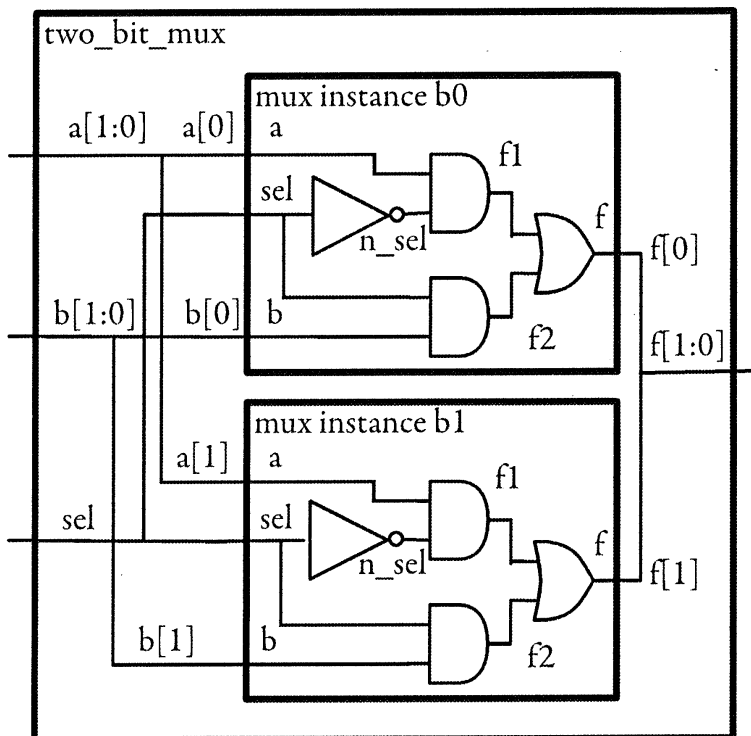 two_bit_mux
mux instance b0
a[1:0] a[0] a
f1
sel
n_sel
f
f[0]
b[1:0] b[0] b
f2
f[1:0]
mux instance b1
a[1] a
f1
sel sel
n_sel
f
f[1]
b[1] b
f2